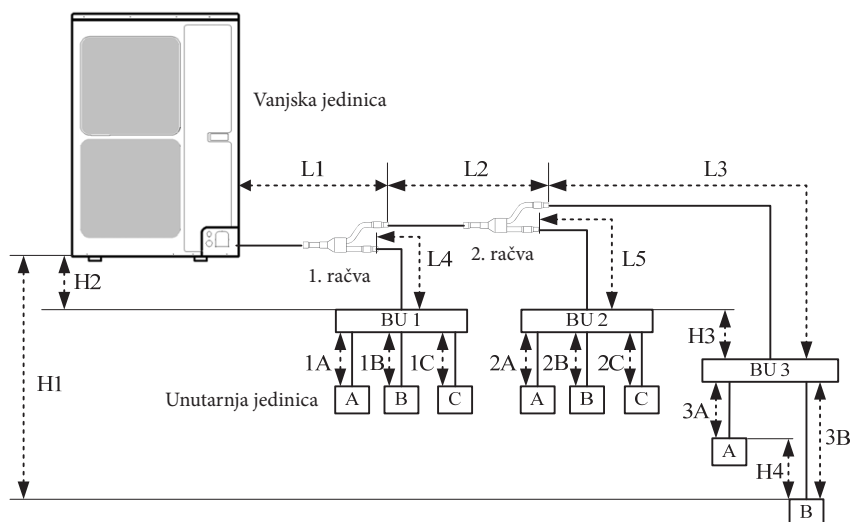 Vanjska jedinica
L1
L2
L3
1. račva
L4
2. račva
L5
H2
H1
BU 1
BU 2
H3
BU 3
1A
1B
1C
2A
2B
2C
Unutarnja jedinica
A
B
C
A
B
C
3A
3B
A
H4
B